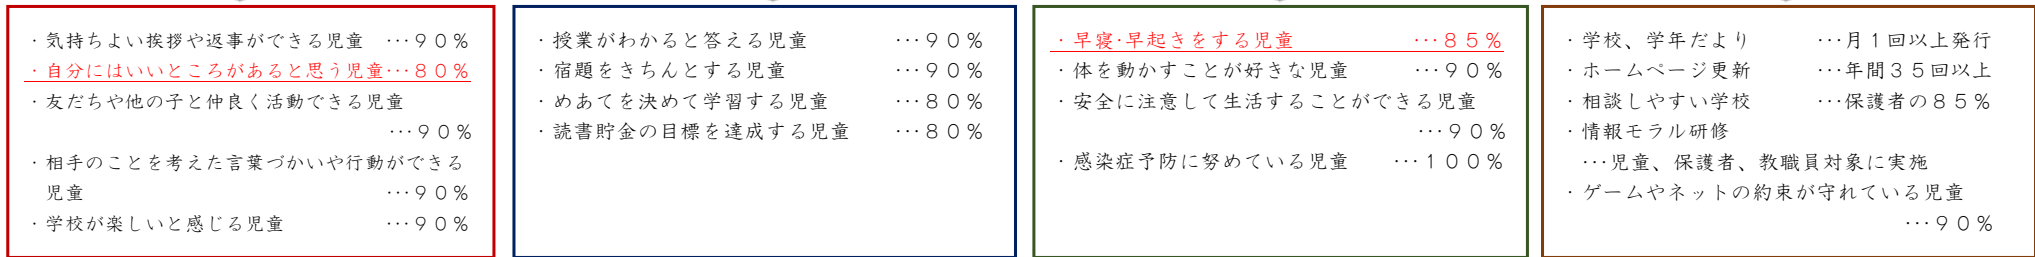 ・気持ちよい挨拶や返事ができる児童　…９０％
・自分にはいいところがあると思う児童…８０％
・友だちや他の子と仲良く活動できる児童
…９０％
・相手のことを考えた言葉づかいや行動ができる
児童　…９０％
・学校が楽しいと感じる児童　…９０％
・授業がわかると答える児童　…９０％
・宿題をきちんとする児童　…９０％
・めあてを決めて学習する児童　…８０％
・読書貯金の目標を達成する児童　…８０％
・早寝･早起きをする児童　…８５％
・体を動かすことが好きな児童　…９０％
・安全に注意して生活することができる児童
…９０％
・感染症予防に努めている児童　…１００％
・学校、学年だより　…月１回以上発行
・ホームページ更新　…年間３５回以上
・相談しやすい学校　…保護者の８５％
・情報モラル研修
…児童、保護者、教職員対象に実施
・ゲームやネットの約束が守れている児童
…９０％